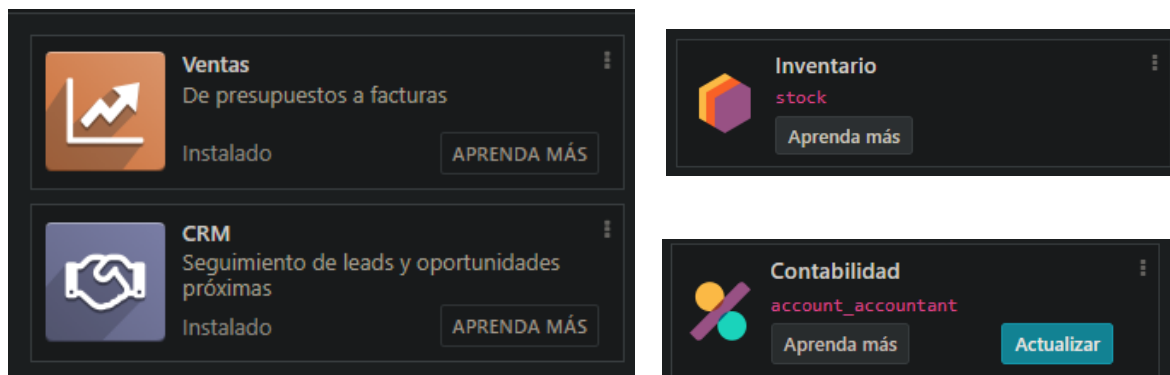 Ventas
De presupuestos a facturas
Instalado
APRENDA MÁS
CRM
Seguimiento de leads y oportunidades
próximas
Instalado
APRENDA MÁS
Inventario
stock
Aprenda más
Contabilidad
account_accountant
Aprenda más
Actualizar